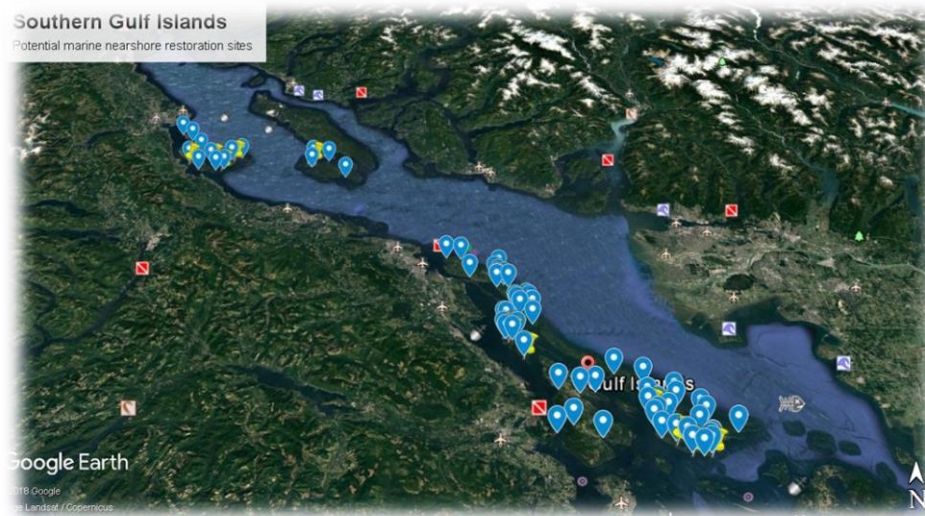 Southern Gulf Islands
Potential marine nearshore restoration sites
Gulf Islands
Google Earth
2018 Google
Landsat / Copernicus
N